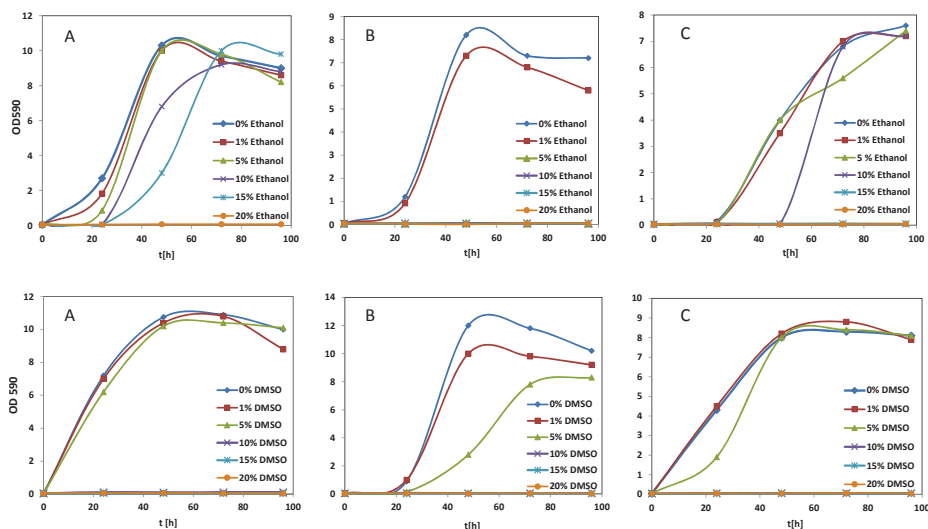 A
OD590
12
10
8
6
4
2
0
0 20 40 60 80 100
t[h]
0% Ethanol
1% Ethanol
5% Ethanol
10% Ethanol
15% Ethanol
20% Ethanol
B
9
8
7
6
5
4
3
2
1
0
0 20 40 60 80 100
t[h]
0% Ethanol
1% Ethanol
5% Ethanol
10% Ethanol
15% Ethanol
20% Ethanol
C
8
7
6
5
4
3
2
1
0
0 20 40 60 80 100
t[h]
0% Ethanol
1% Ethanol
5 % Ethanol
10% Ethanol
15% Ethanol
20% Ethanol
A
OD 590
12
10
8
6
4
2
0
0 20 40 60 80 100
t [h]
0% DMSO
1% DMSO
5% DMSO
10% DMSO
15% DMSO
20% DMSO
B
14
12
10
8
6
4
2
0
0 20 40 60 80 100
t [h]
0% DMSO
1% DMSO
5% DMSO
10% DMSO
15% DMSO
20% DMSO
C
10
9
8
7
6
5
4
3
2
1
0
0 20 40 60 80 100
t [h]
0% DMSO
1% DMSO
5% DMSO
10% DMSO
15% DMSO
20% DMSO